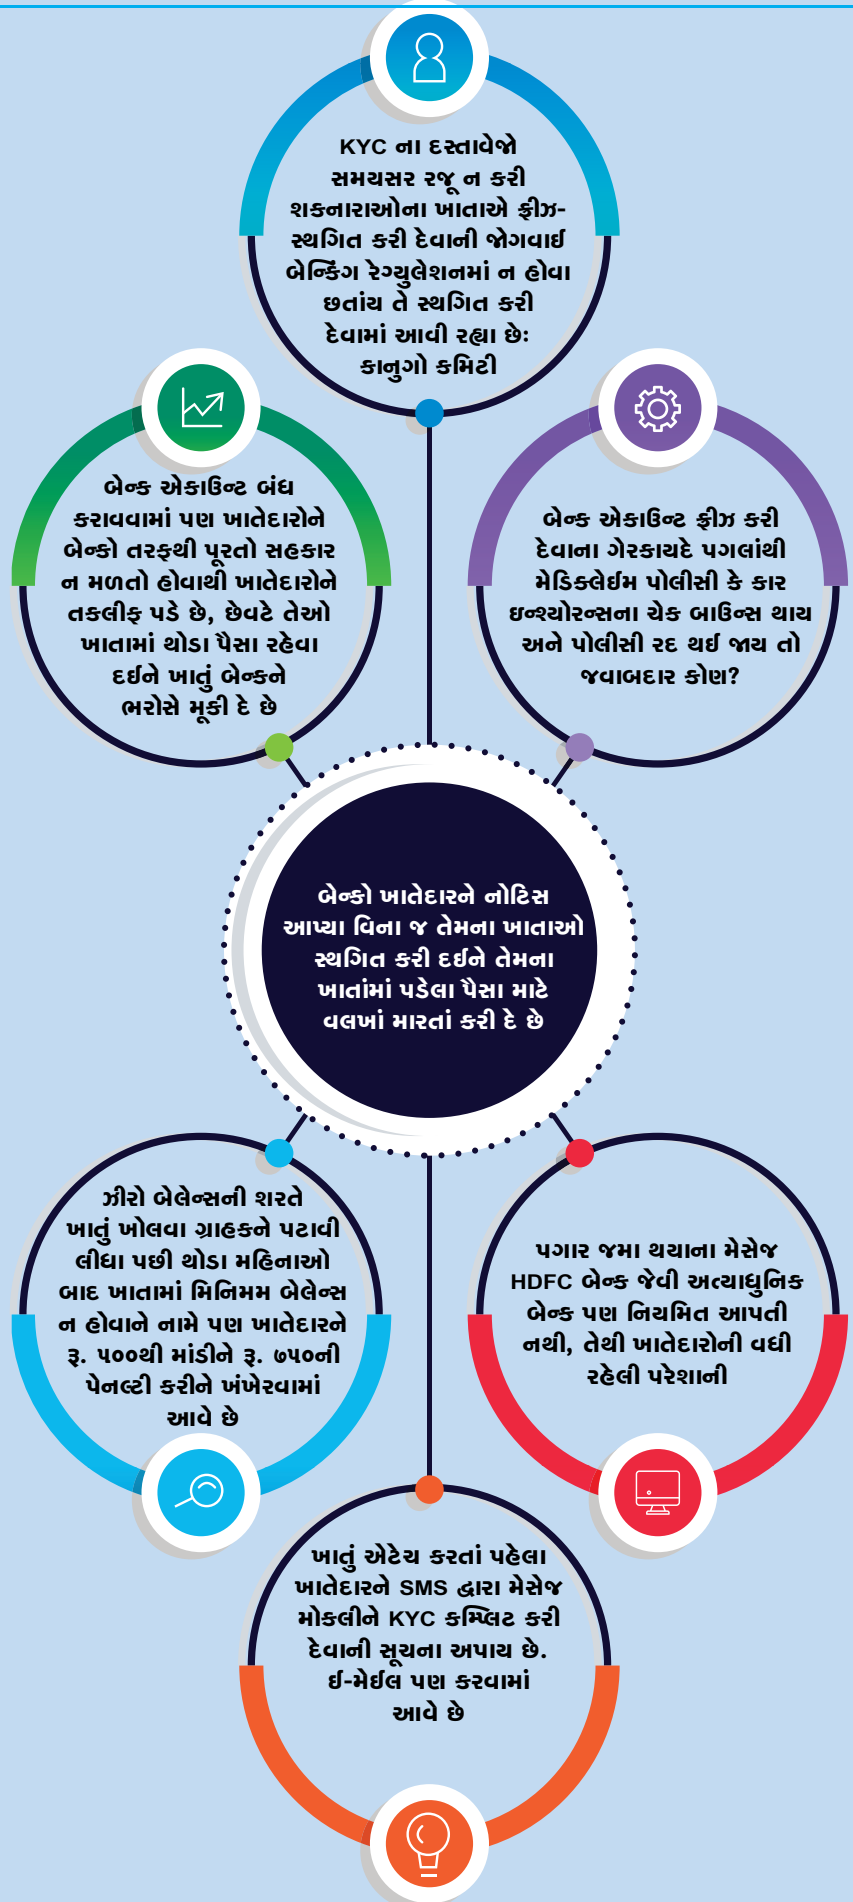 KYC ના દસ્તાવેજો
સમયસર રજૂ ન કરી
શકનારાઓના ખાતાએ ફ્રીઝ-
સ્થગિત કરી દેવાની જોગવાઈ
બેન્કિંગ રેગ્યુલેશનમાં ન હોવા
છતાંય તે સ્થગિત કરી
દેવામાં આવી રહ્યા છેઃ
કાનુગો કમિટી
બેન્ક એકાઉન્ટ બંધ
કરાવવામાં પણ ખાતેદારોને
બેન્કો તરફથી પૂરતો સહકાર
ન મળતો હોવાથી ખાતેદારોને
તકલીફ પડે છે, છેવટે તેઓ
ખાતામાં થોડા પૈસા રહેવા
દઈને ખાતું બેન્કને
ભરોસે મૂકી દે છે
બેન્ક એકાઉન્ટ ફ્રીઝ કરી
દેવાના ગેરકાયદે પગલાંથી
મેડિક્લેઈમ પોલીસી કે કાર
ઇન્શ્યોરન્સના ચેક બાઉન્સ થાય
અને પોલીસી રદ થઈ જાય તો
જવાબદાર કોણ?
બેન્કો ખાતેદારને નોટિસ
આપ્યા વિના જ તેમના ખાતાઓ
સ્થગિત કરી દઈને તેમના
ખાતાંમાં પડેલા પૈસા માટે
વલખાં મારતાં કરી દે છે
ઝીરો બેલેન્સની શરતે
ખાતું ખોલવા ગ્રાહકને પટાવી
લીધા પછી થોડા મહિનાઓ
બાદ ખાતામાં મિનિમમ બેલેન્સ
ન હોવાને નામે પણ ખાતેદારને
રૂ. ૫૦૦થી માંડીને રૂ. ૭૫૦ની
પેનલ્ટી કરીને ખંખેરવામાં
આવે છે
પગાર જમા થયાના મેસેજ
HDFC બેન્ક જેવી અત્યાધુનિક
બેન્ક પણ નિયમિત આપતી
નથી, તેથી ખાતેદારોની વધી
રહેલી પરેશાની
ખાતું એટેચ કરતાં પહેલા
ખાતેદારને SMS દ્વારા મેસેજ
મોકલીને KYC કમ્પ્લિટ કરી
દેવાની સૂચના અપાય છે.
ઈ-મેઈલ પણ કરવામાં
આવે છે